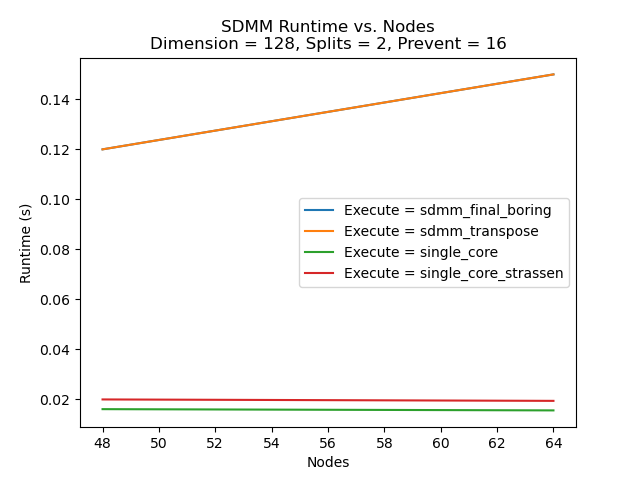 SDMM Runtime vs. Nodes
Dimension = 128, Splits = 2, Prevent = 16
Runtime (s)
0.14
0.12
0.10
0.08
0.06
0.04
0.02
Execute = sdmm_final_boring
Execute = sdmm_transpose
Execute = single_core
Execute = single_core_strassen
48 50 52 54 56 58 60 62 64
Nodes